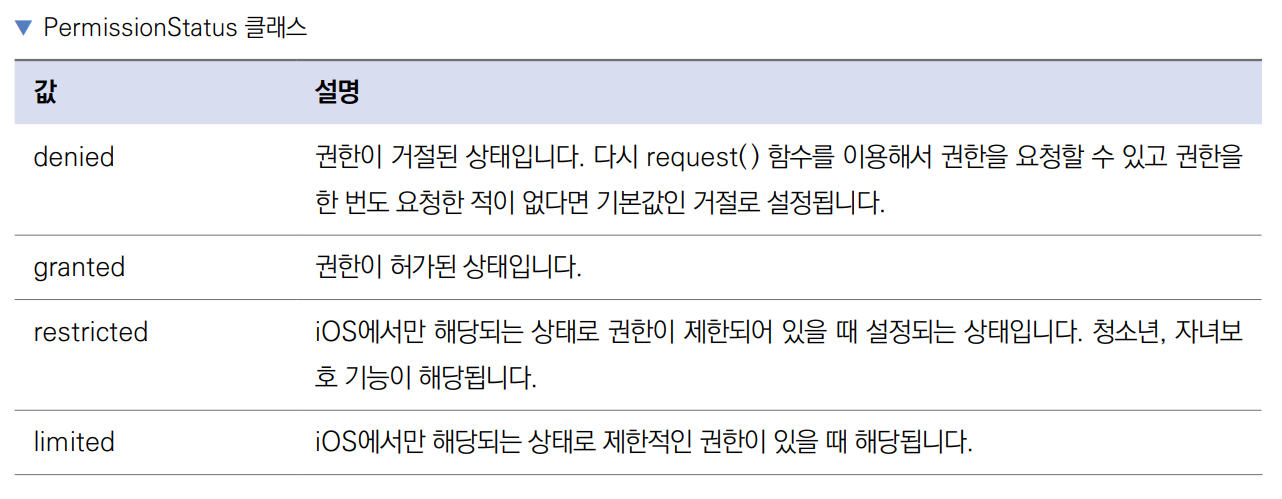 ▼ PermissionStatus 클래스
값 설명
denied 권한이 거절된 상태입니다. 다시 request( ) 함수를 이용해서 권한을 요청할 수 있고 권한을
한 번도 요청한 적이 없다면 기본값인 거절로 설정됩니다.
granted 권한이 허가된 상태입니다.
restricted iOS에서만 해당되는 상태로 권한이 제한되어 있을 때 설정되는 상태입니다. 청소년, 자녀보
호 기능이 해당됩니다.
limited iOS에서만 해당되는 상태로 제한적인 권한이 있을 때 해당됩니다.